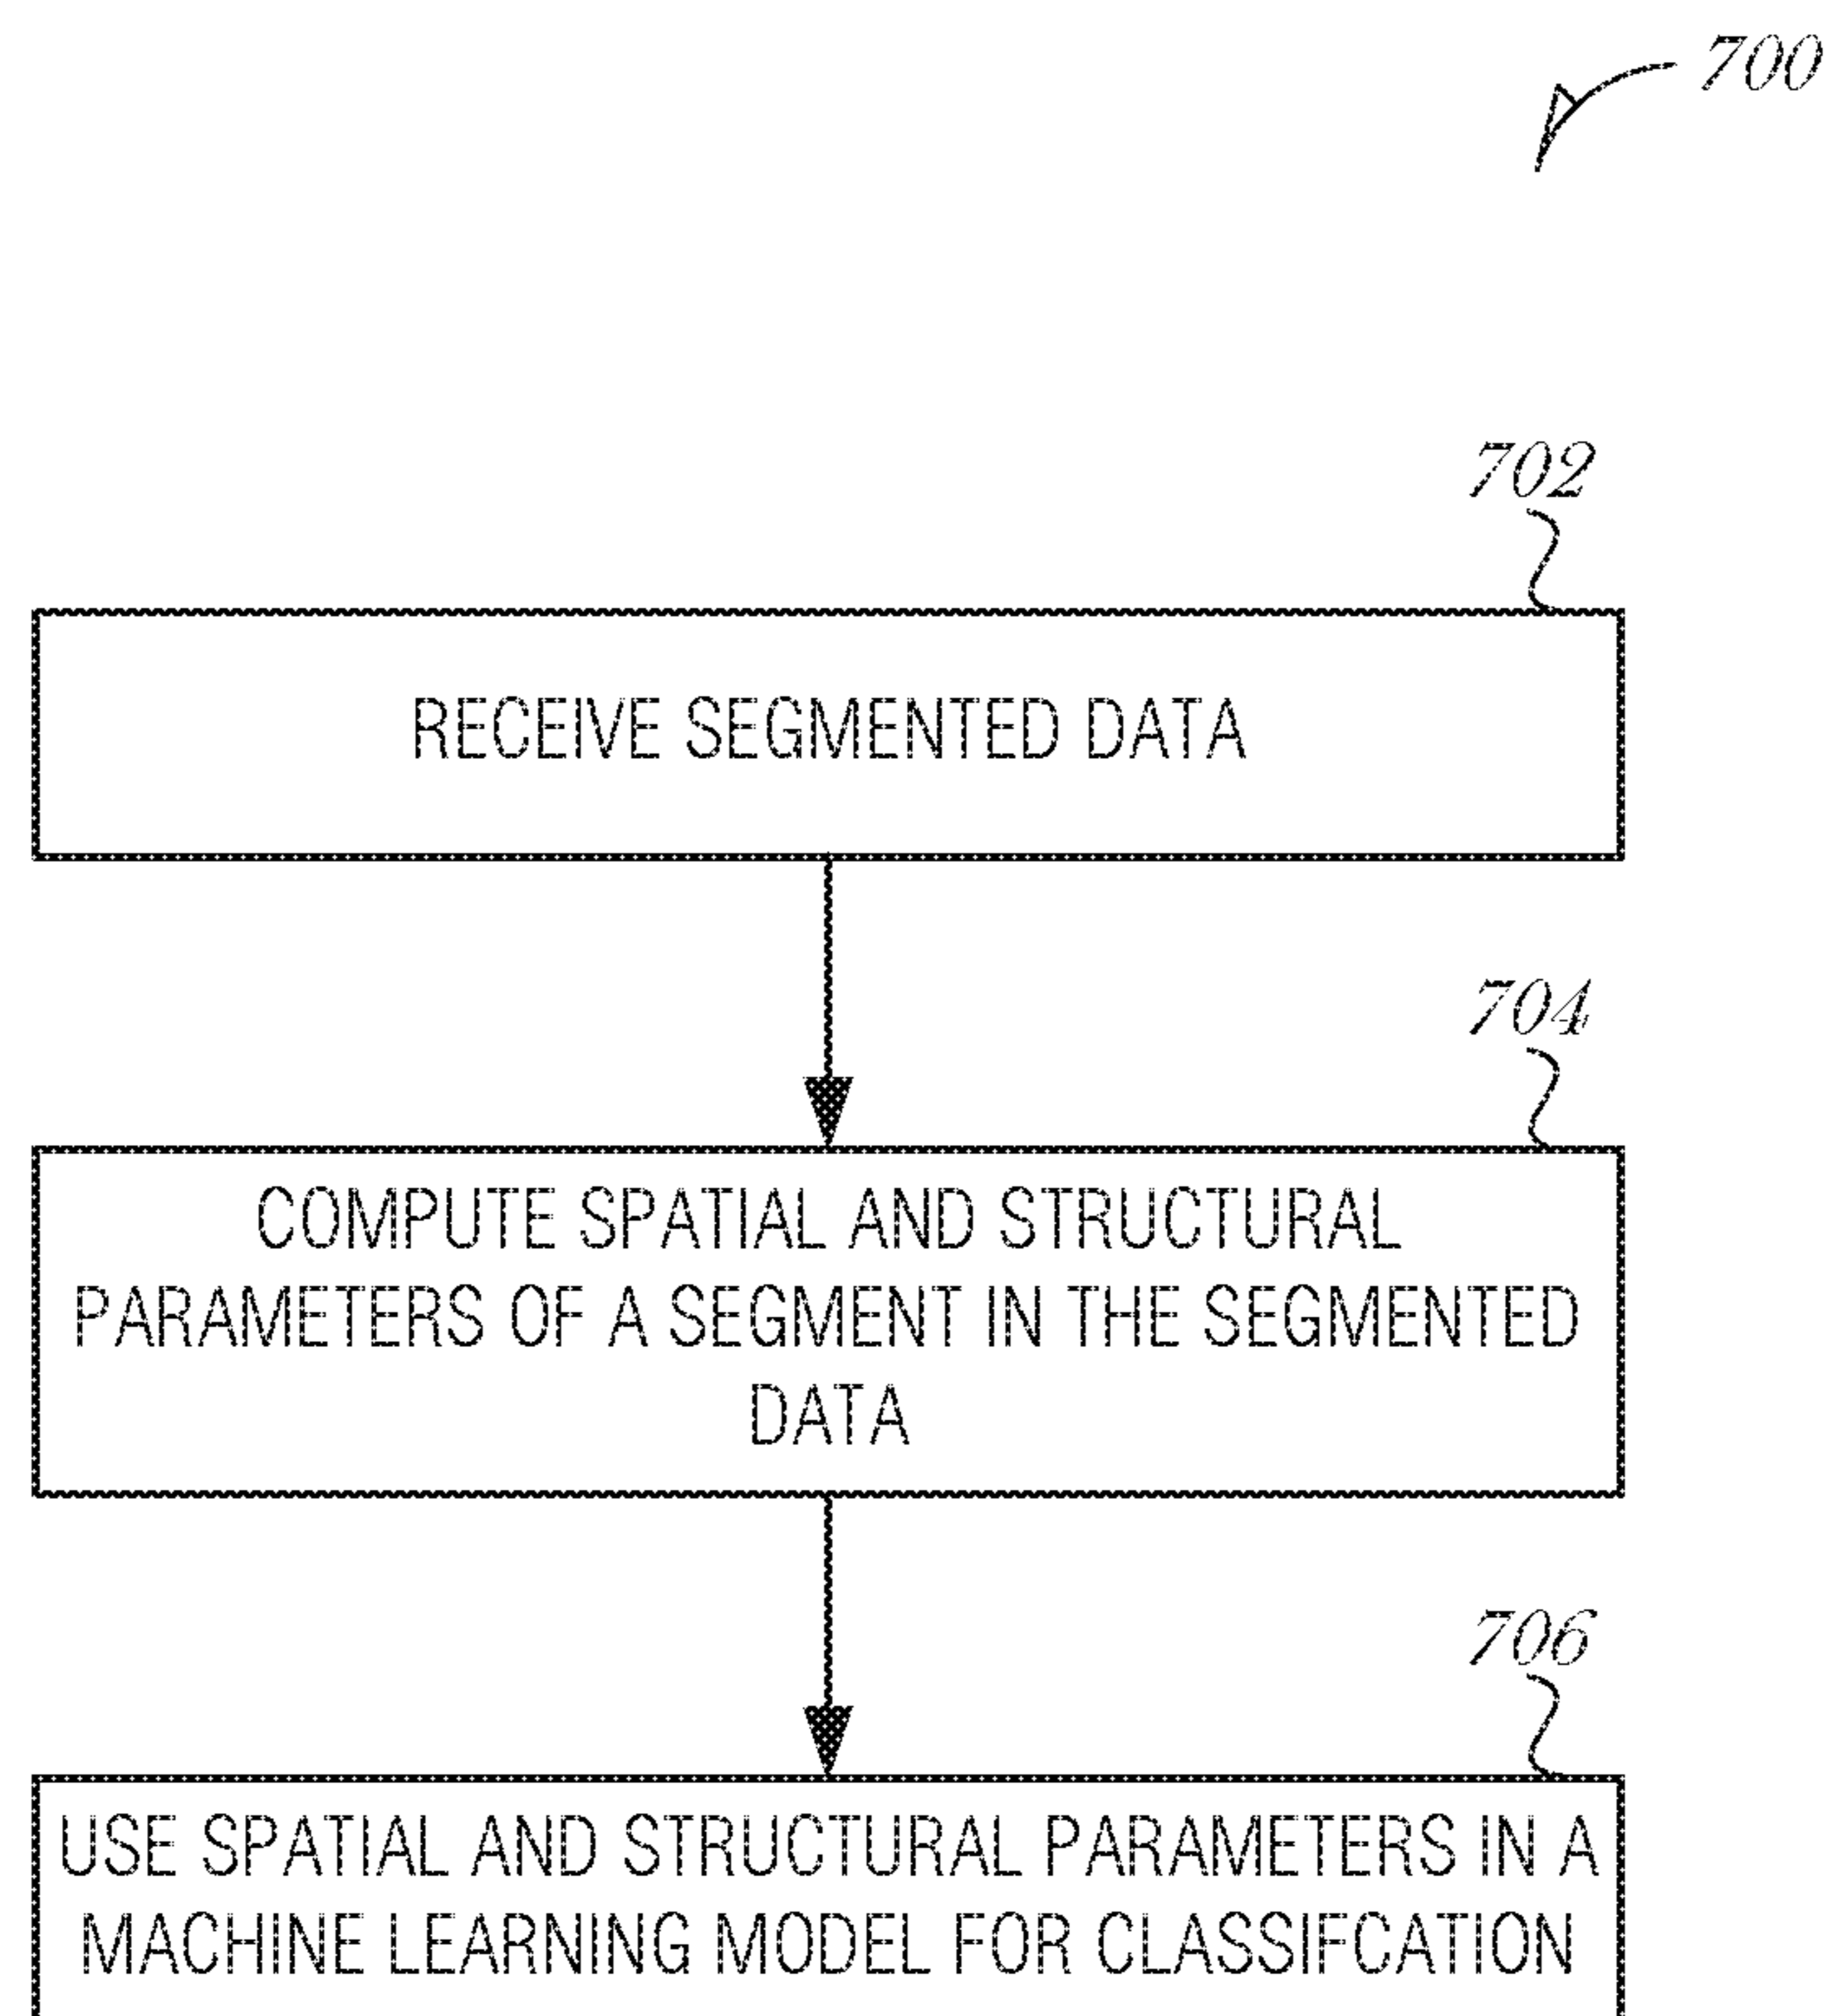 700
702
RECEIVE SEGMENTED DATA
704
COMPUTE SPATIAL AND STRUCTURAL
PARAMETERS OF A SEGMENT IN THE SEGMENTED
DATA
706
USE SPATIAL AND STRUCTURAL PARAMETERS IN A
MACHINE LEARNING MODEL FOR CLASSIFCATION